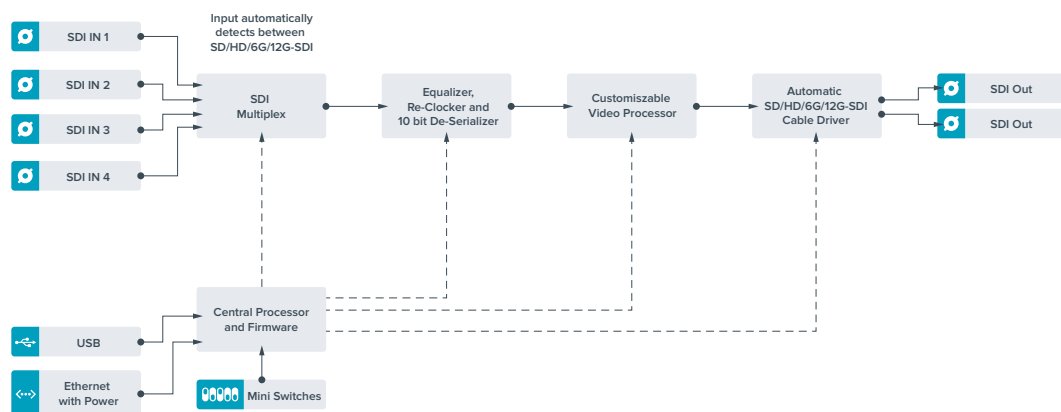 Input automatically
detects between
SD/HD/6G/12G-SDI
SDI IN 1
SDI IN 2
SDI IN 3
SDI IN 4
SDI
Multiplex
Equalizer,
Re-Clocker and
10 bit De-Serializer
Customiszable
Video Processor
Automatic
SD/HD/6G/12G-SDI
Cable Driver
SDI Out
SDI Out
Central Processor
and Firmware
USB
Ethernet
with Power
Mini Switches